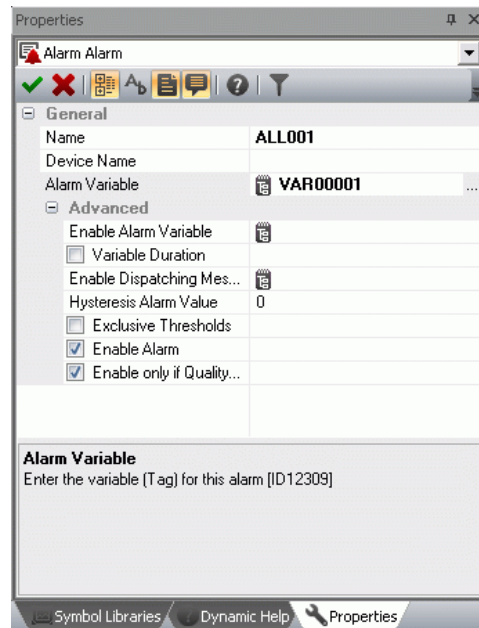 Properties
Alarm Alarm
General
Name ALL001
Device Name
Alarm Variable VAR00001 ...
Advanced
Enable Alarm Variable
Variable Duration
Enable Dispatching Mes...
Hysteresis Alarm Value 0
Exclusive Thresholds
Enable Alarm
Enable only if Quality...
Alarm Variable
Enter the variable (Tag) for this alarm [ID12309]
Symbol Libraries Dynamic Help Properties